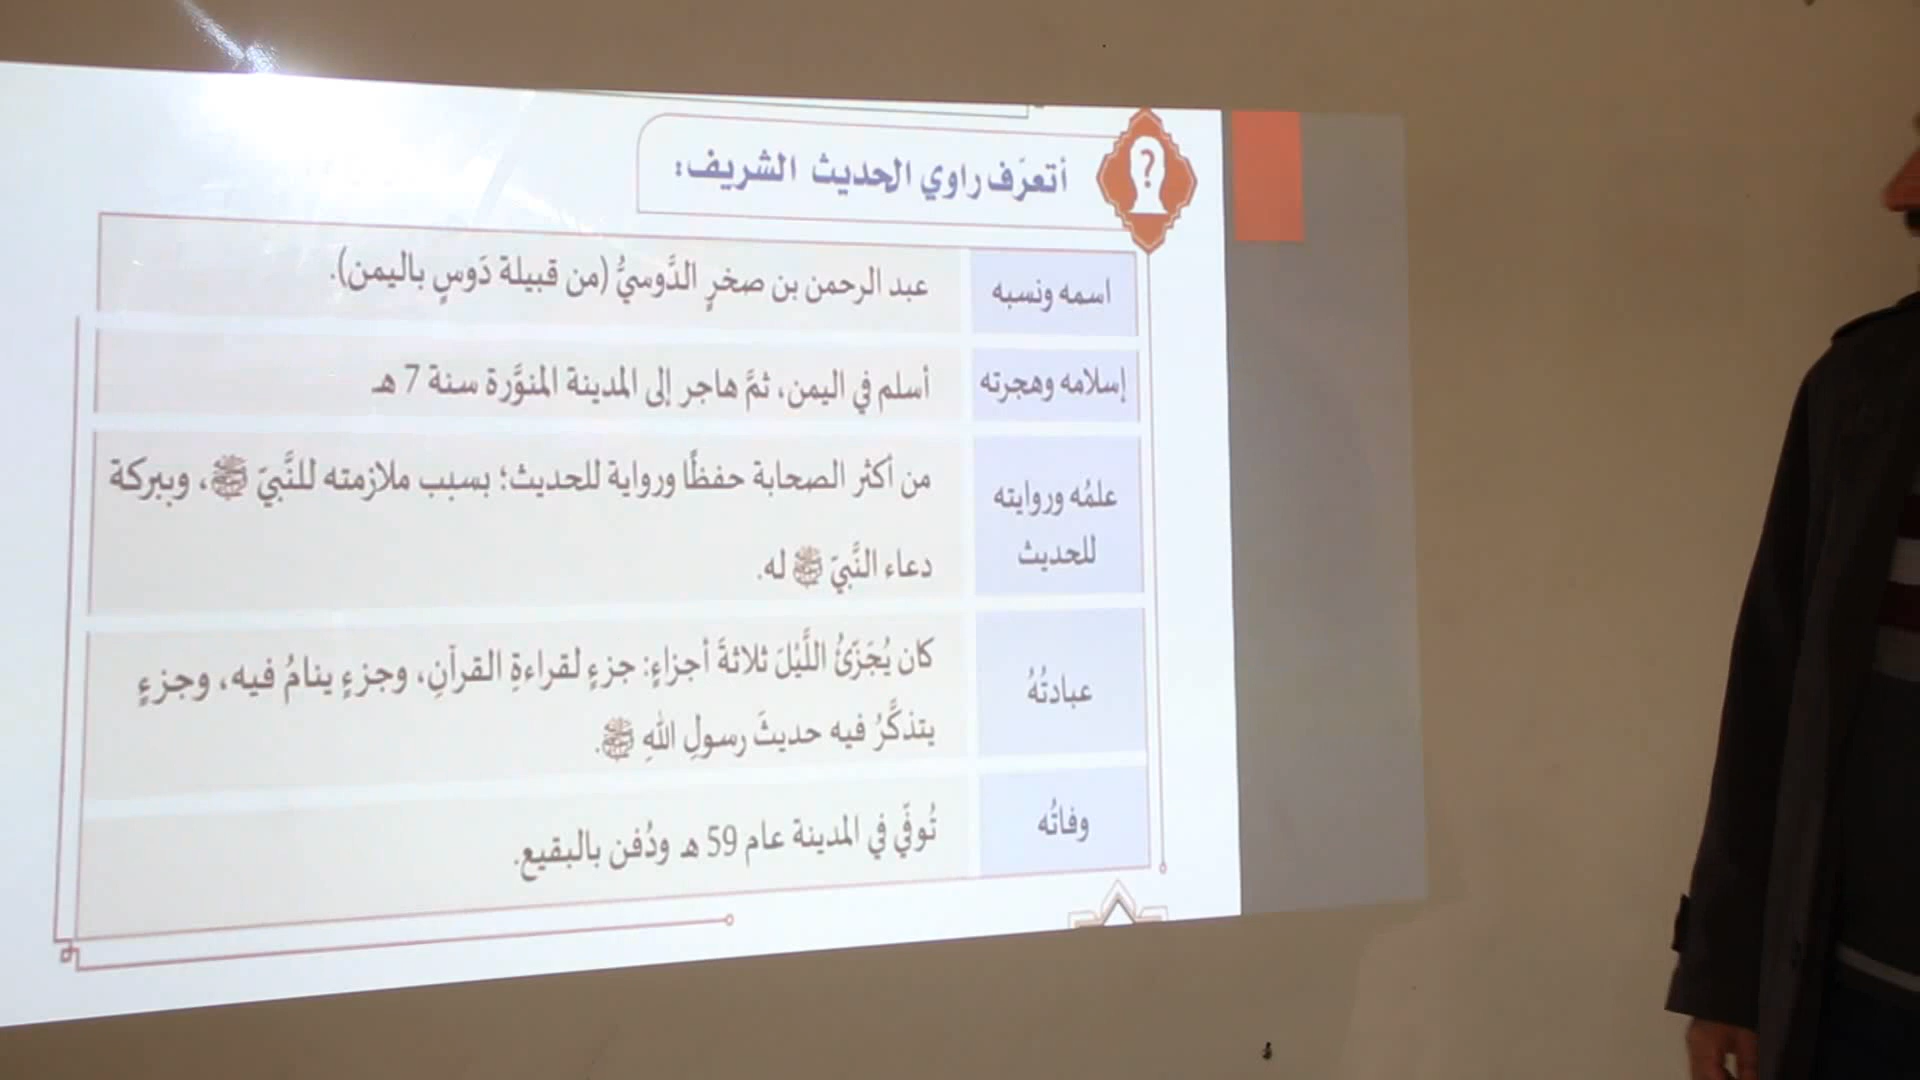 أتعرّف راوي الحديث الشريف:
اسمه ونسبه
عبد الرحمن بن صخرٍ الدَّوسيُّ (من قبيلة دَوسٍ باليمن).
إسلامه وهجرته
أسلم في اليمن، ثمَّ هاجر إلى المدينة المنوَّرة سنة 7 هـ
علمُه وروايته
للحديث
من أكثر الصحابة حفظًا ورواية للحديث؛ بسبب ملازمته للنَّبيّ ﷺ، وببركة
دعاء النَّبيّ ﷺ له.
عبادتُهُ
كان يُجَزِّئُ اللَّيْلَ ثلاثةَ أجزاءٍ: جزءٍ لقراءةِ القرآنِ، وجزءٍ ينامُ فيه، وجزءٍ
يتذكَّرُ فيه حديثَ رسولِ اللهِ ﷺ.
وفاتُه
تُوفّي في المدينة عام 59 هـ ودُفن بالبقيع.